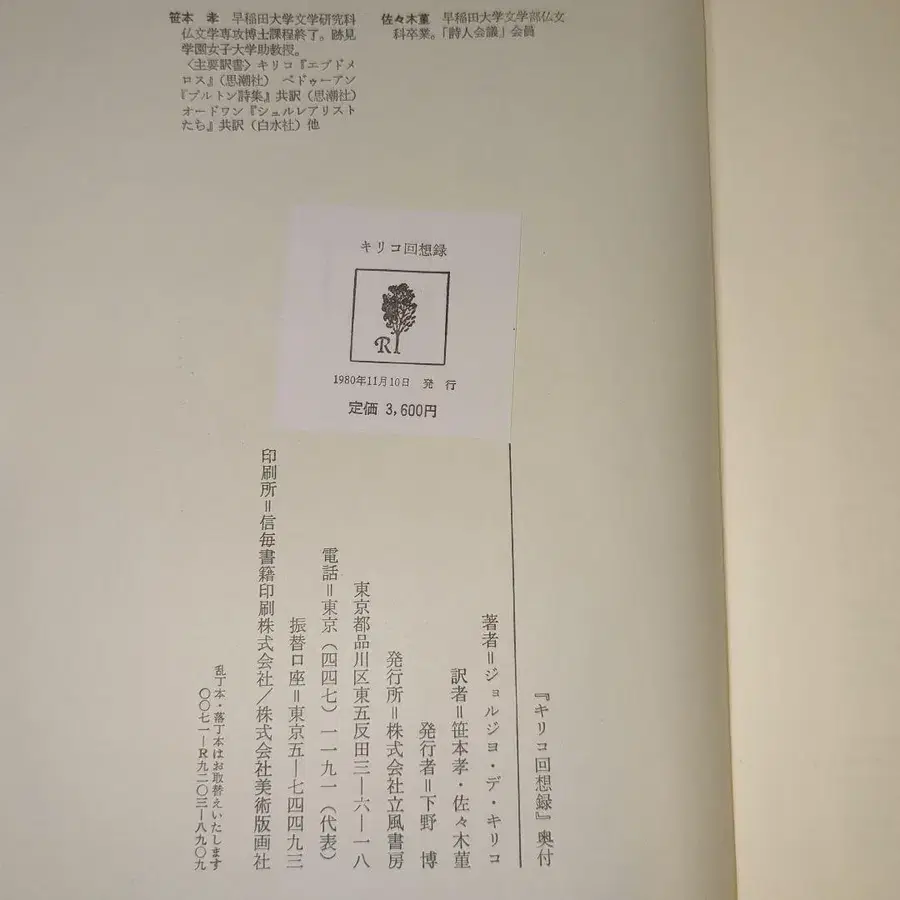 笹本 孝 早稲田大学文学研究科
仏文学専攻博士課程終了。跡見
学園女子大学助教授。
〈主要訳書〉キリコ『エブドメ
ロス』(思潮社) ベドゥーアン
『ブルトン詩集』共訳(思潮社)
オードワン『シュルレアリスト
たち』共訳(白水社)他
佐々木菫 早稲田大学文学部仏文
科卒業。「詩人会議」会員
キリコ回想録
R
1980年11月10日 発 行
定価 3,600円
『キリコ回想録』奥付
著者=ジョルジョ・デ・キリコ
訳者=笹本孝・佐々木菫
発行者=下野 博
発行所=株式会社立風書房
東京都品川区東五反田三―六―一八
電話=東京(四四七)一一九一(代表)
振替口座=東京五―七四四九三
印刷所=信毎書籍印刷株式会社/株式会社美術版画社
乱丁本・落丁本はお取替えいたします
〇〇七一―R九二〇三―八九〇九